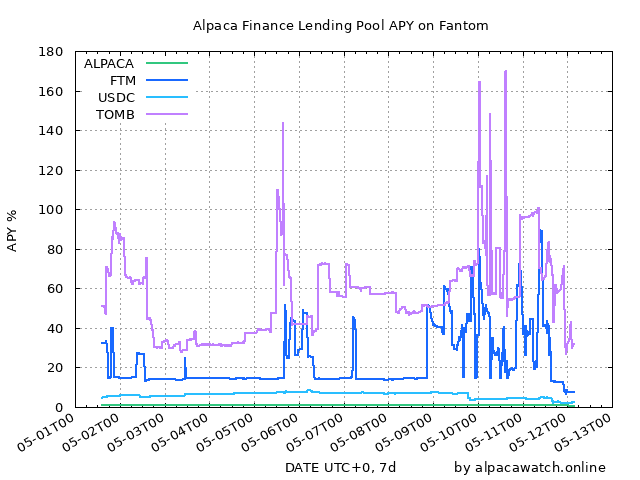 Alpaca Finance Lending Pool APY on Fantom
APY %
180
160
140
120
100
80
60
40
20
0
ALPACA
FTM
USDC
TOMB
05-01T00
05-02T00
05-03T00
05-04T00
05-05T00
05-06T00
05-07T00
05-08T00
05-09T00
05-10T00
05-11T00
05-12T00
05-13T00
DATE UTC+0, 7d
by alpacawatch.online